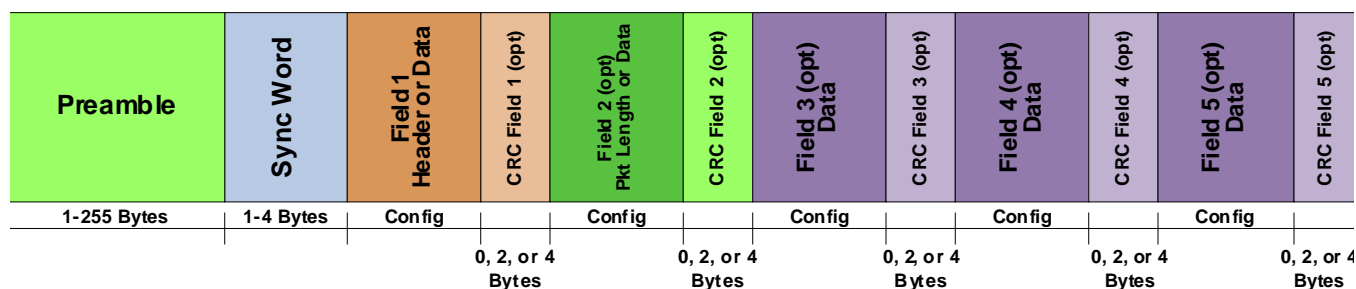 Preamble
Sync Word
Field 1
Header or Data
CRC Field 1 (opt)
Field 2 (opt)
Pkt Length or Data
CRC Field 2 (opt)
Field 3 (opt)
Data
CRC Field 3 (opt)
Field 4 (opt)
Data
CRC Field 4 (opt)
Field 5 (opt)
Data
CRC Field 5 (opt)
1-255 Bytes
1-4 Bytes
Config
Config
Config
Config
Config
0, 2, or 4
Bytes
0, 2, or 4
Bytes
0, 2, or 4
Bytes
0, 2, or 4
Bytes
0, 2, or 4
Bytes